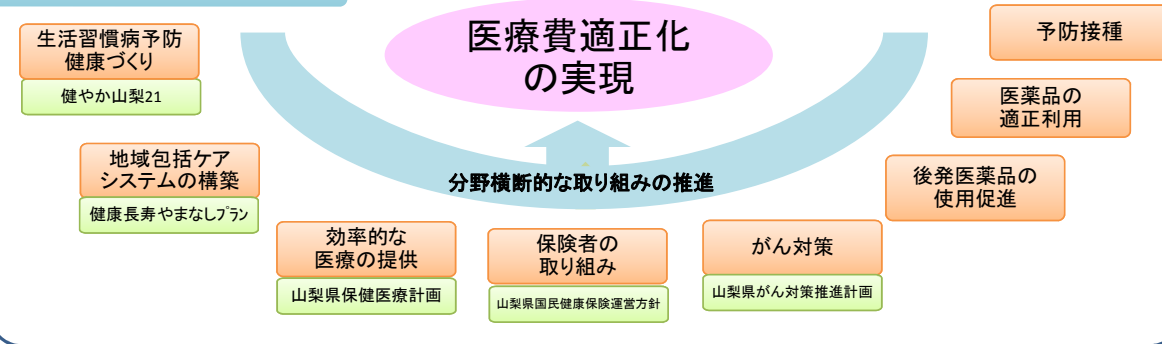 医療費適正化
の実現
生活習慣病予防
健康づくり
健やか山梨21
予防接種
医薬品の
適正利用
地域包括ケア
システムの構築
健康長寿やまなしプラン
分野横断的な取り組みの推進
後発医薬品の
使用促進
効率的な
医療の提供
山梨県保健医療計画
保険者の
取り組み
山梨県国民健康保険運営方針
がん対策
山梨県がん対策推進計画